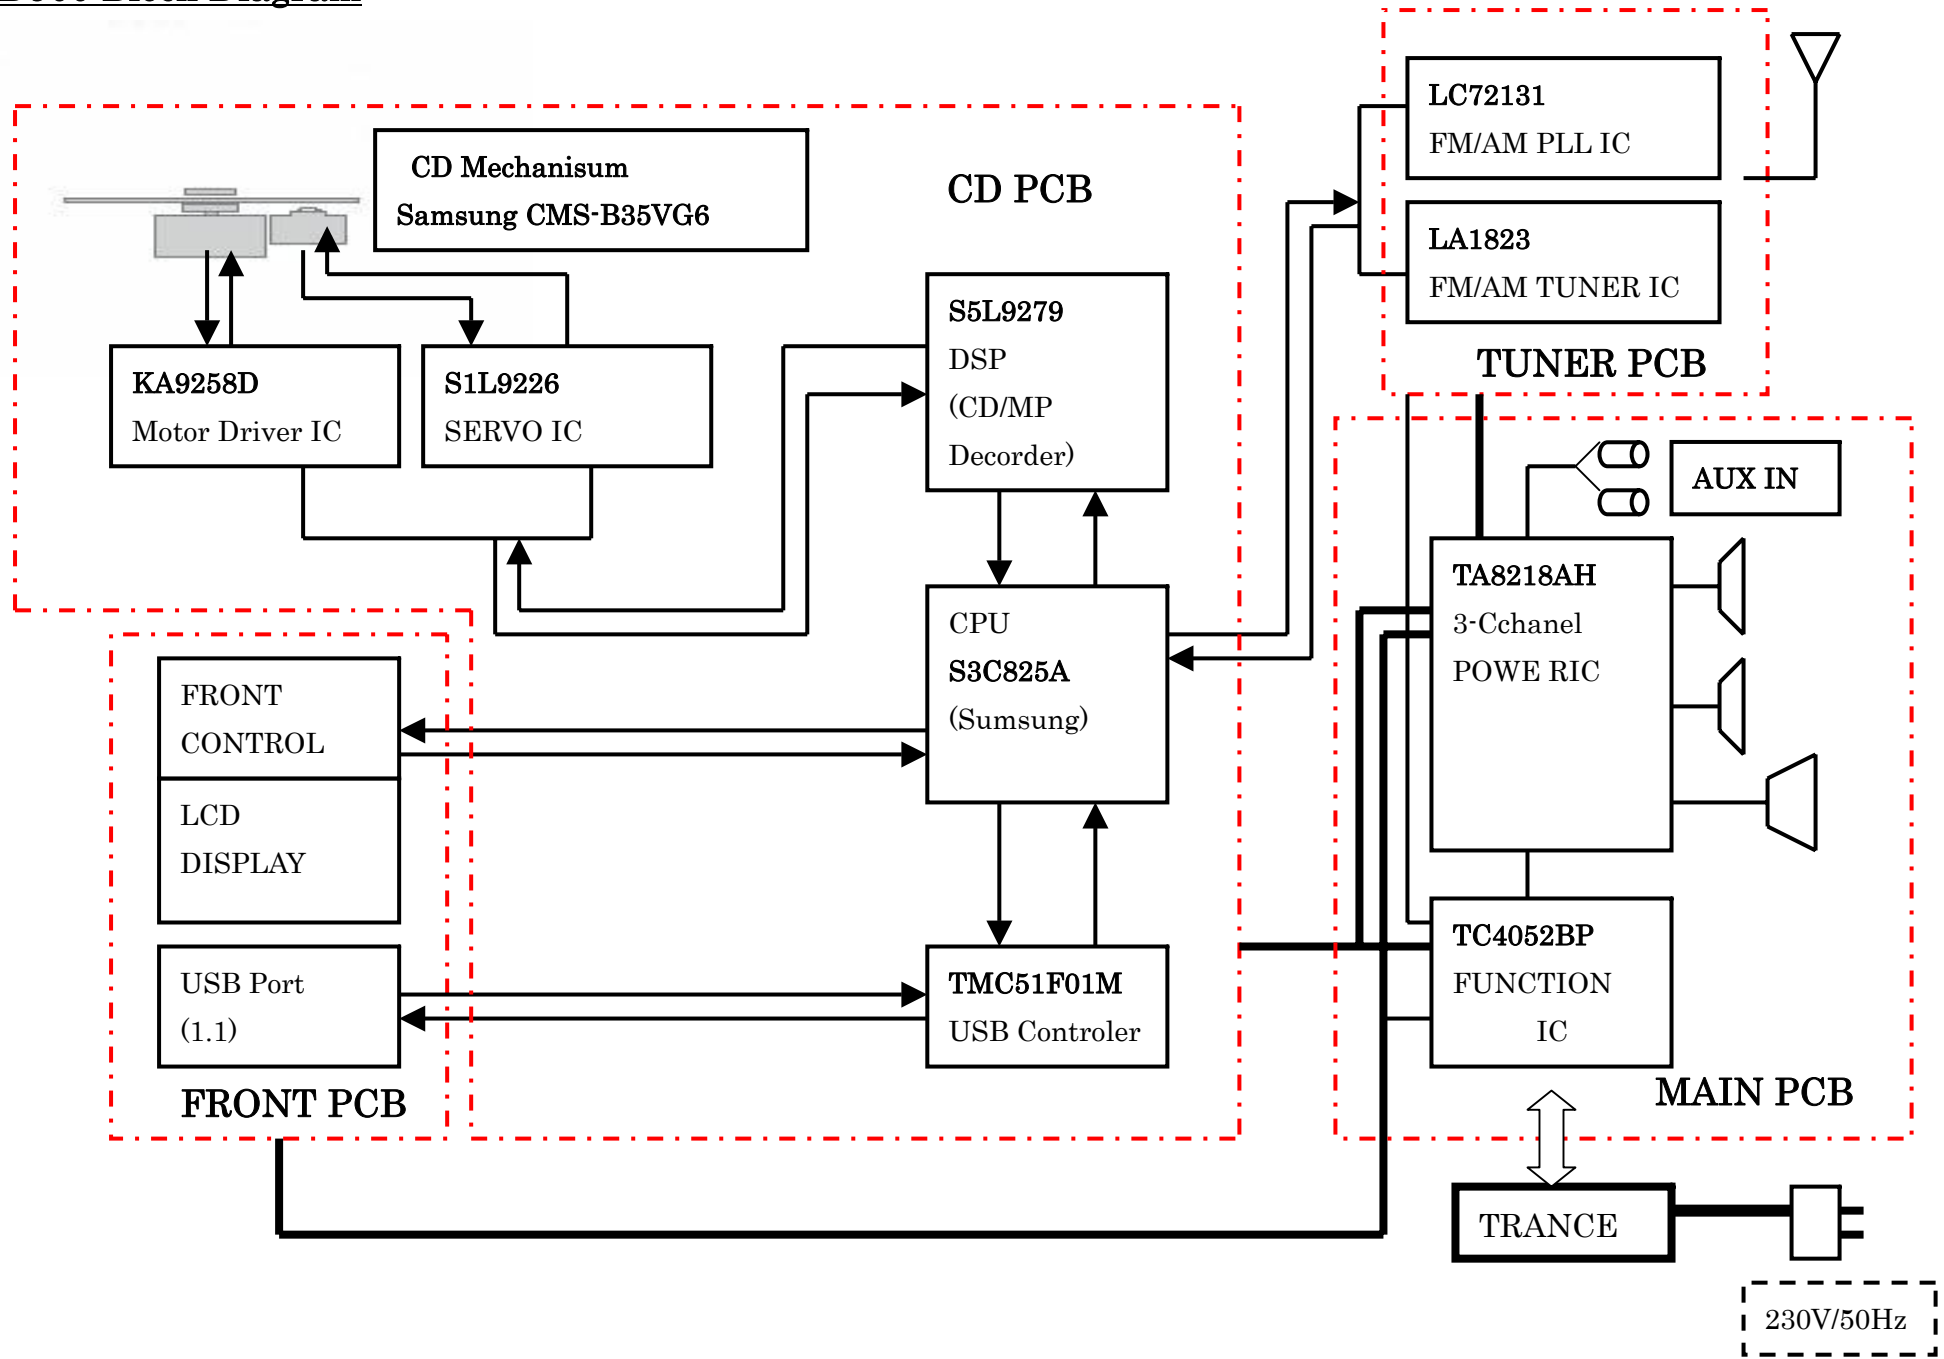 Block Diagram
CD Mechanisum
Samsung CMS-B35VG6
CD PCB
KA9258D
Motor Driver IC
S1L9226
SERVO IC
S5L9279
DSP
(CD/MP
Decorder)
CPU
S3C825A
(Sumsung)
TMC51F01M
USB Controler
FRONT
CONTROL
LCD
DISPLAY
USB Port
(1.1)
FRONT PCB
LC72131
FM/AM PLL IC
LA1823
FM/AM TUNER IC
TUNER PCB
AUX IN
TA8218AH
3-Cchanel
POWE RIC
TC4052BP
FUNCTION
IC
MAIN PCB
TRANCE
230V/50Hz